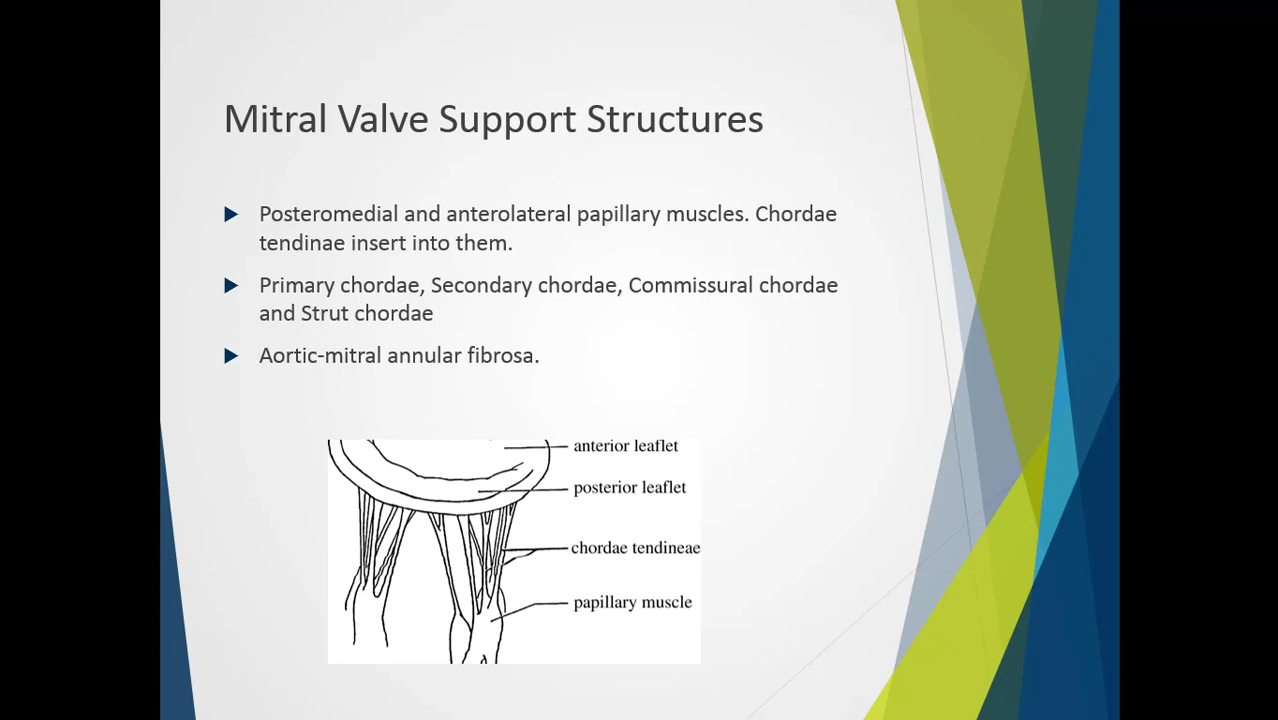 Mitral Valve Support Structures
Posteromedial and anterolateral papillary muscles. Chordae
tendinae insert into them.
Primary chordae, Secondary chordae, Commissural chordae
and Strut chordae
Aortic-mitral annular fibrosa.
anterior leaflet
posterior leaflet
chordae tendineae
papillary muscle